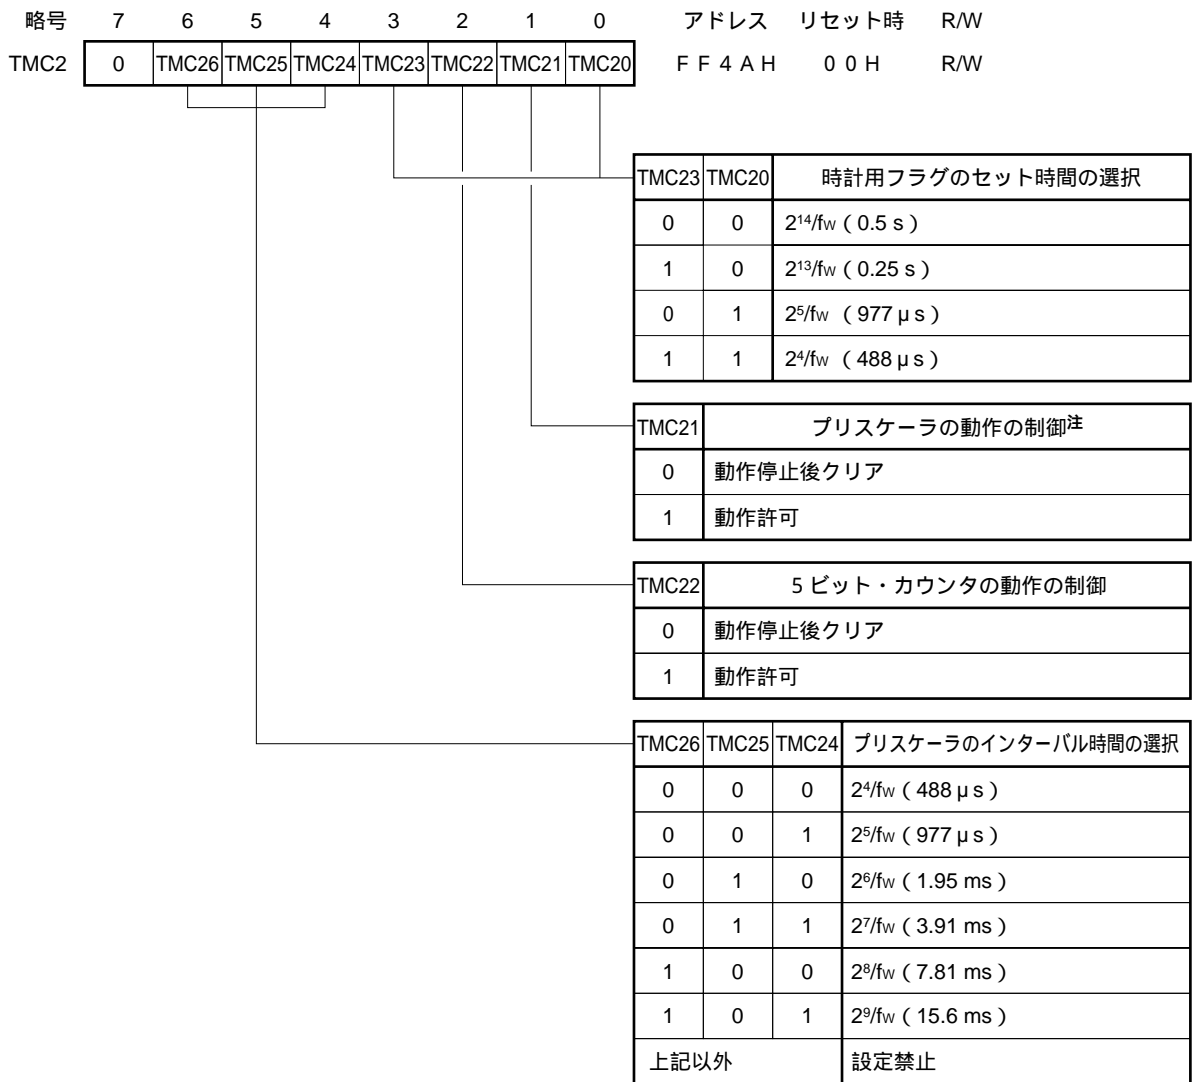 略号 7 6 5 4 3 2 1 0 アドレス リセット時 R/W
TMC2 0 TMC26 TMC25 TMC24 TMC23 TMC22 TMC21 TMC20 FF4AH 00H R/W
TMC23 TMC20 時計用フラグのセット時間の選択
0 0 2¹⁴/fw（0.5 s）
1 0 2¹³/fw（0.25 s）
0 1 2⁵/fw （977 μs）
1 1 2⁴/fw （488 μs）
TMC21 プリスケーラの動作の制御注
0 動作停止後クリア
1 動作許可
TMC22 5ビット・カウンタの動作の制御
0 動作停止後クリア
1 動作許可
TMC26 TMC25 TMC24 プリスケーラのインターバル時間の選択
0 0 0 2⁴/fw（488 μs）
0 0 1 2⁵/fw（977 μs）
0 1 0 2⁶/fw（1.95 ms）
0 1 1 2⁷/fw（3.91 ms）
1 0 0 2⁸/fw（7.81 ms）
1 0 1 2⁹/fw（15.6 ms）
上記以外 設定禁止